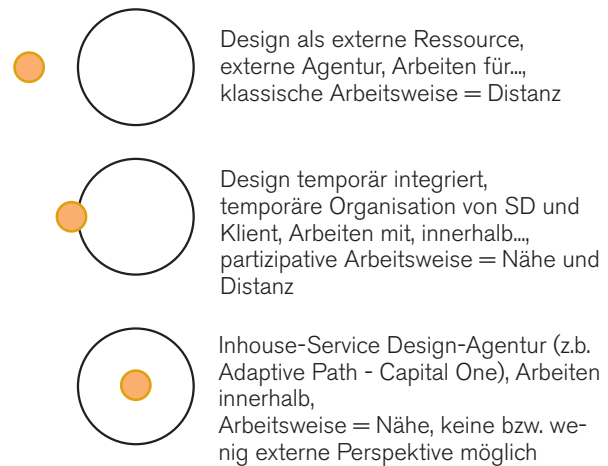 Design als externe Ressource,
externe Agentur, Arbeiten für...,
klassische Arbeitsweise = Distanz
Design temporär integriert,
temporäre Organisation von SD und
Klient, Arbeiten mit, innerhalb...,
partizipative Arbeitsweise = Nähe und
Distanz
Inhouse-Service Design-Agentur (z.b.
Adaptive Path - Capital One), Arbeiten
innerhalb,
Arbeitsweise = Nähe, keine bzw. we-
nig externe Perspektive möglich